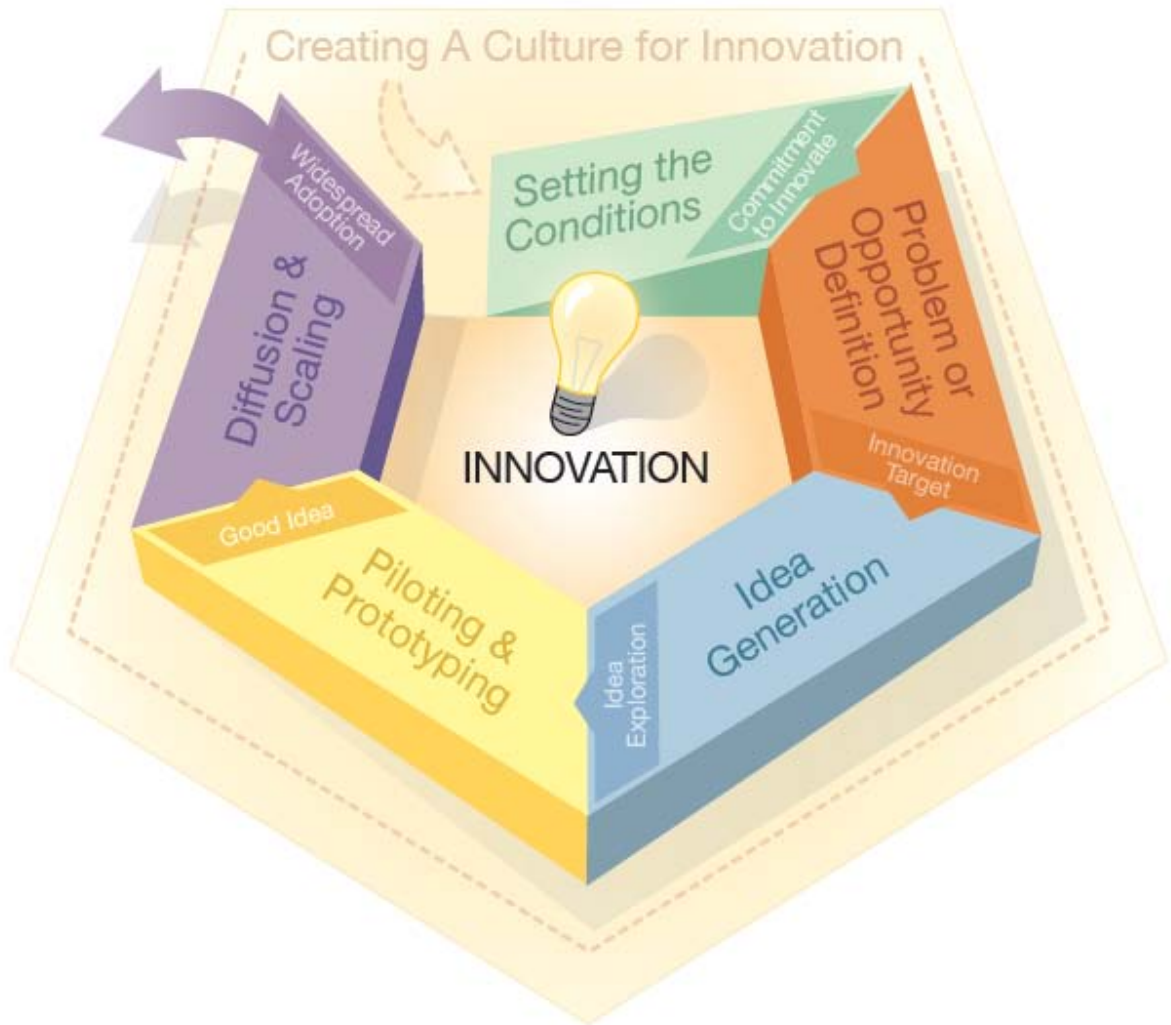 Creating A Culture for Innovation
Setting the
Conditions
Commitment
to Innovate
Problem or
Opportunity
Definition
Innovation
Target
Idea
Generation
Idea
Exploration
Piloting &
Prototyping
Good Idea
Diffusion &
Scaling
Widespread
Adoption
INNOVATION